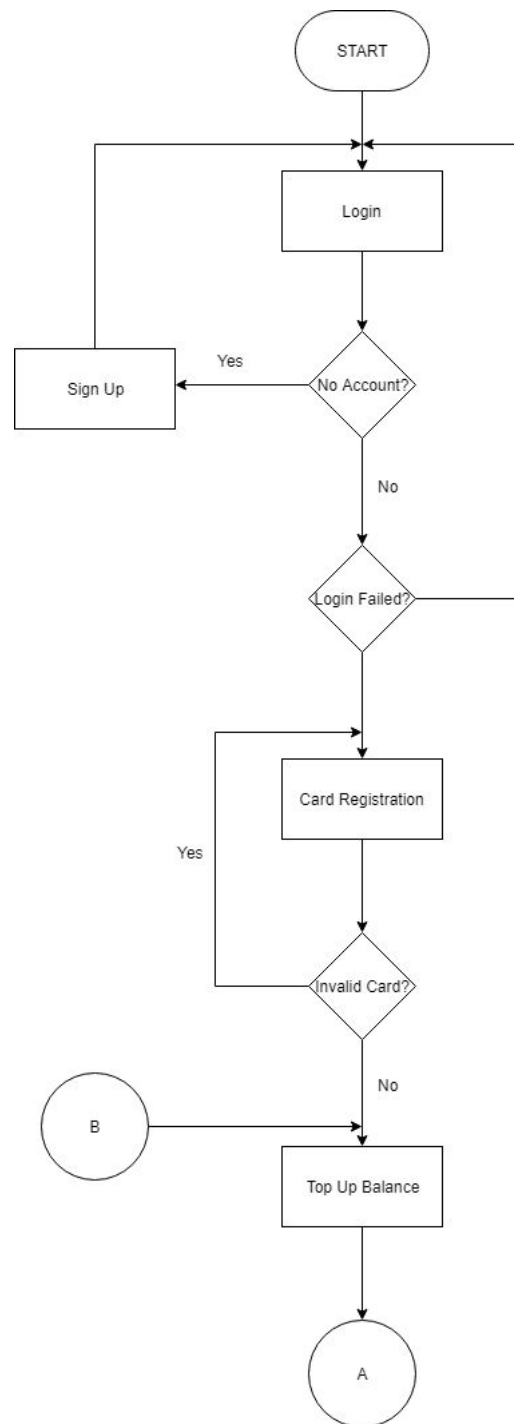 START
Login
Yes
No Account?
Sign Up
No
Login Failed?
Card Registration
Yes
Invalid Card?
No
B
Top Up Balance
A